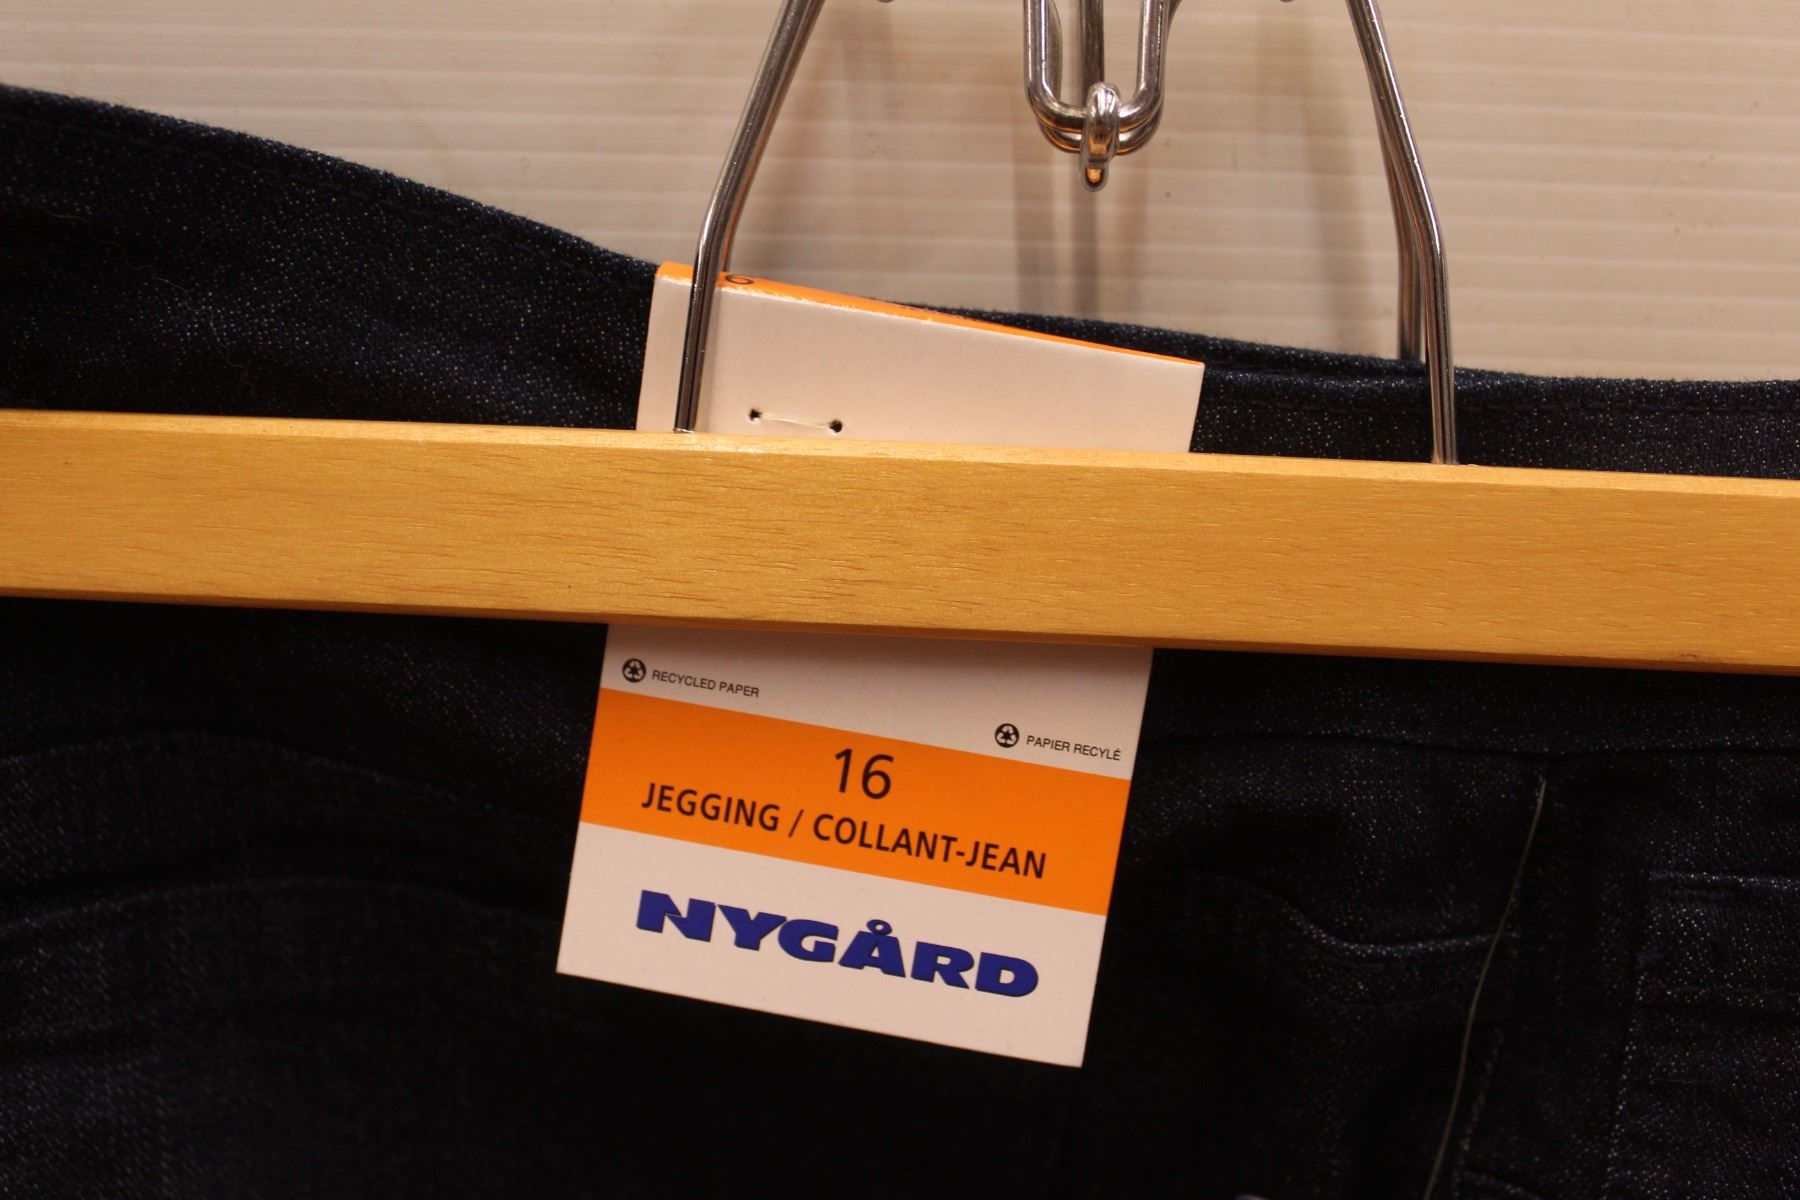 RECYCLED PAPER
PAPIER RECYLÉ
16
JEGGING / COLLANT-JEAN
NYGÅRD